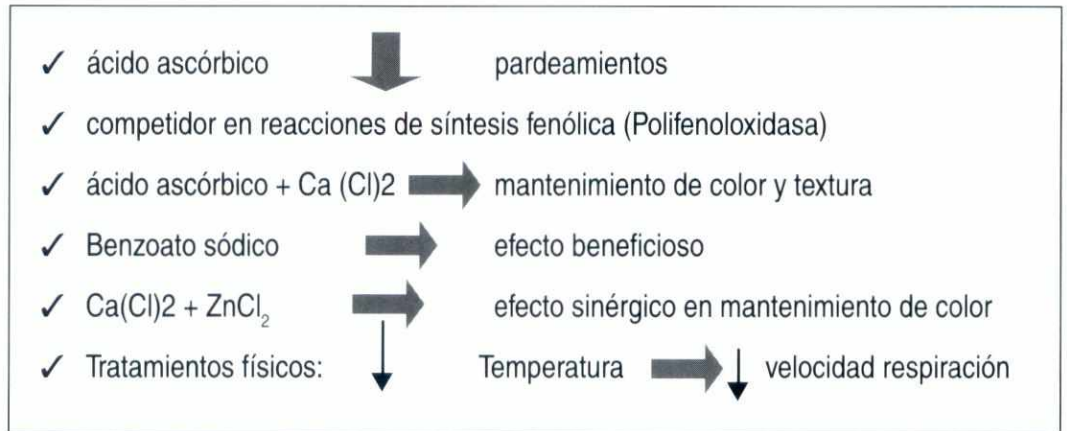 ✓ ácido ascórbico pardeamientos
✓ competidor en reacciones de síntesis fenólica (Polifenoloxidasa)
✓ ácido ascórbico + Ca (Cl)2 mantenimiento de color y textura
✓ Benzoato sódico efecto beneficioso
✓ Ca(Cl)2 + ZnCl₂ efecto sinérgico en mantenimiento de color
✓ Tratamientos físicos: Temperatura velocidad respiración